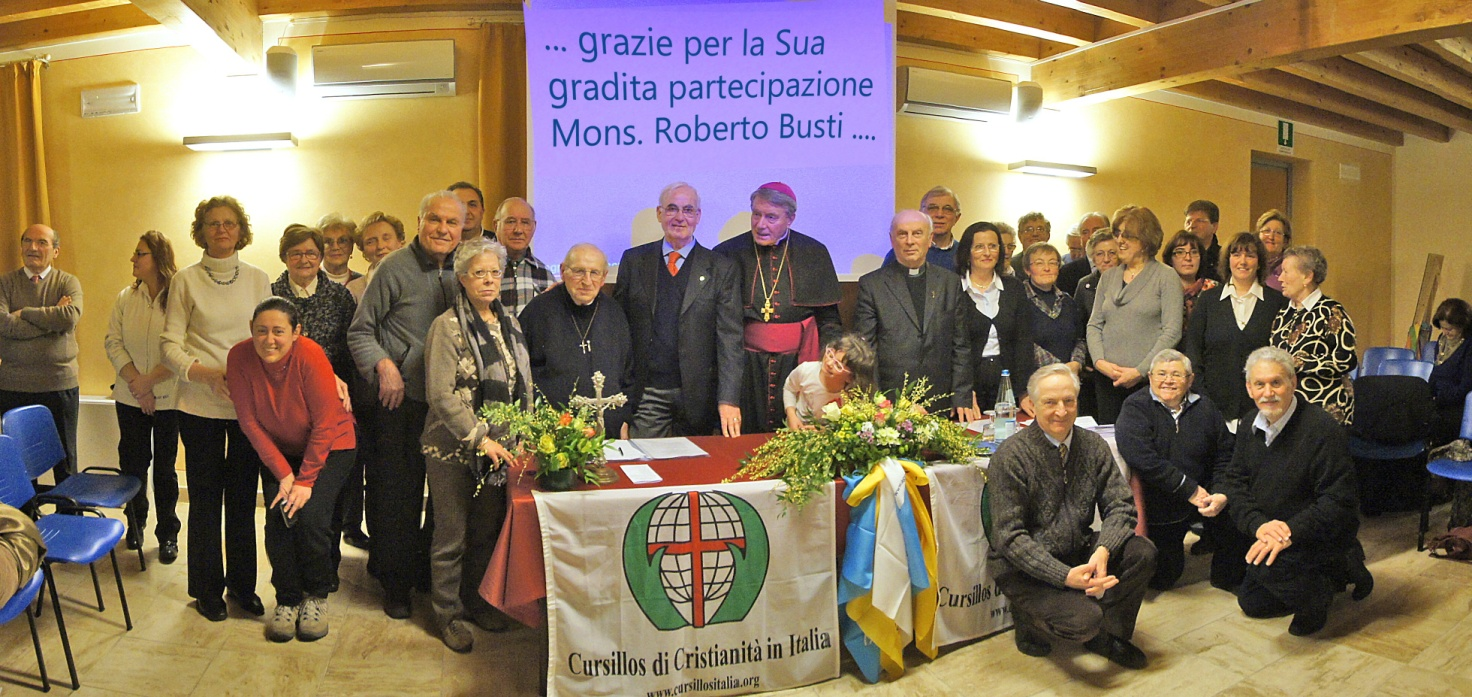 ... grazie per la Sua
gradita partecipazione
Mons. Roberto Busti ....
Cursillos di Cristianità in Italia
www.cursillositalia.org
Cursillos di
www.